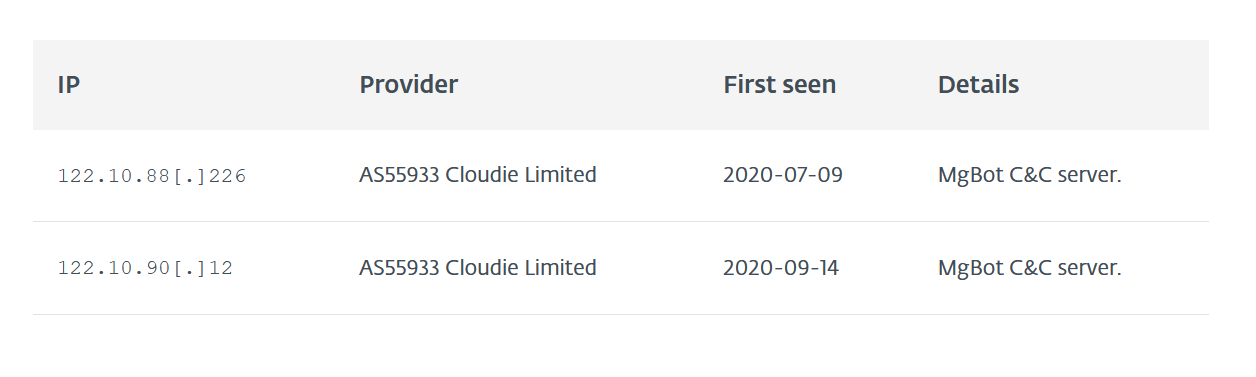 IP Provider First seen Details
122.10.88[.]226 AS55933 Cloudie Limited 2020-07-09 MgBot C&C server.
122.10.90[.]12 AS55933 Cloudie Limited 2020-09-14 MgBot C&C server.